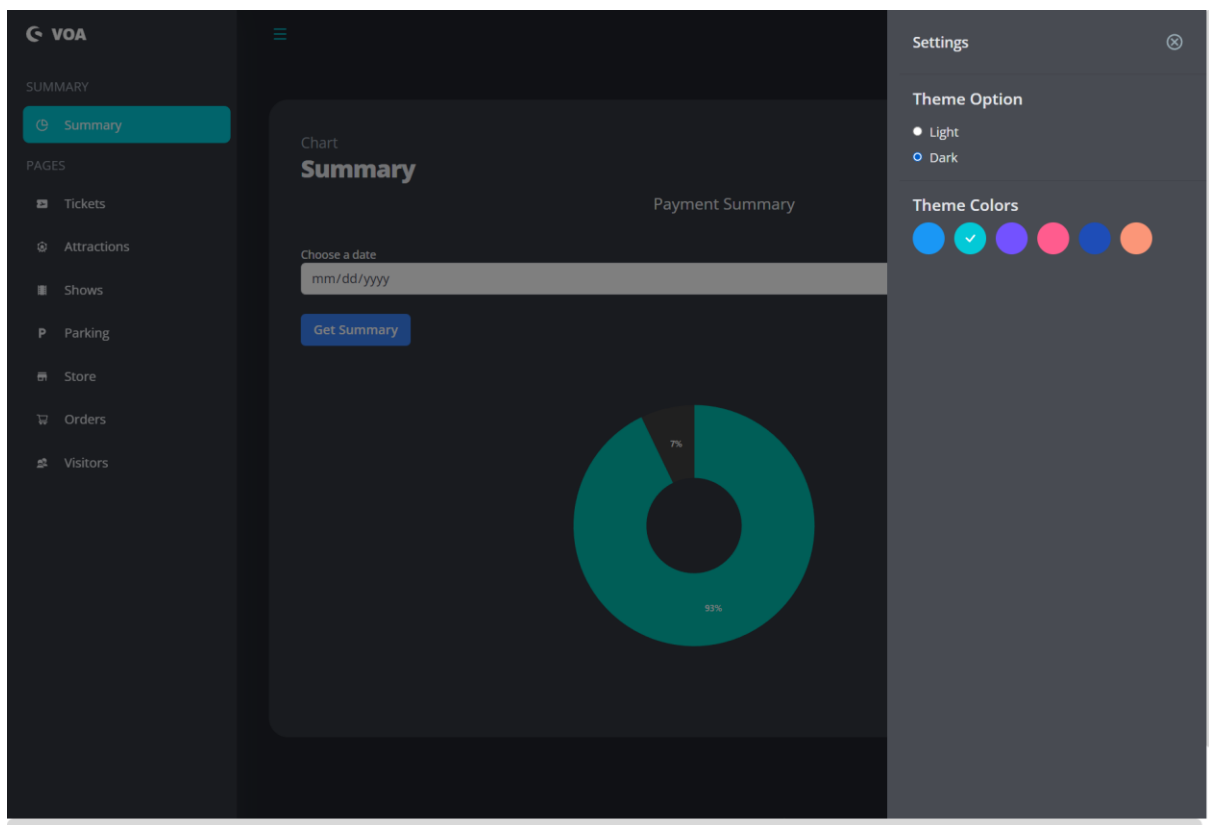 VOA
SUMMARY
Summary
PAGES
Tickets
Attractions
Shows
P Parking
Store
Orders
Visitors
Chart
Summary
Payment Summary
Choose a date
mm/dd/yyyy
Get Summary
7%
93%
Settings
Theme Option
Light
Dark
Theme Colors